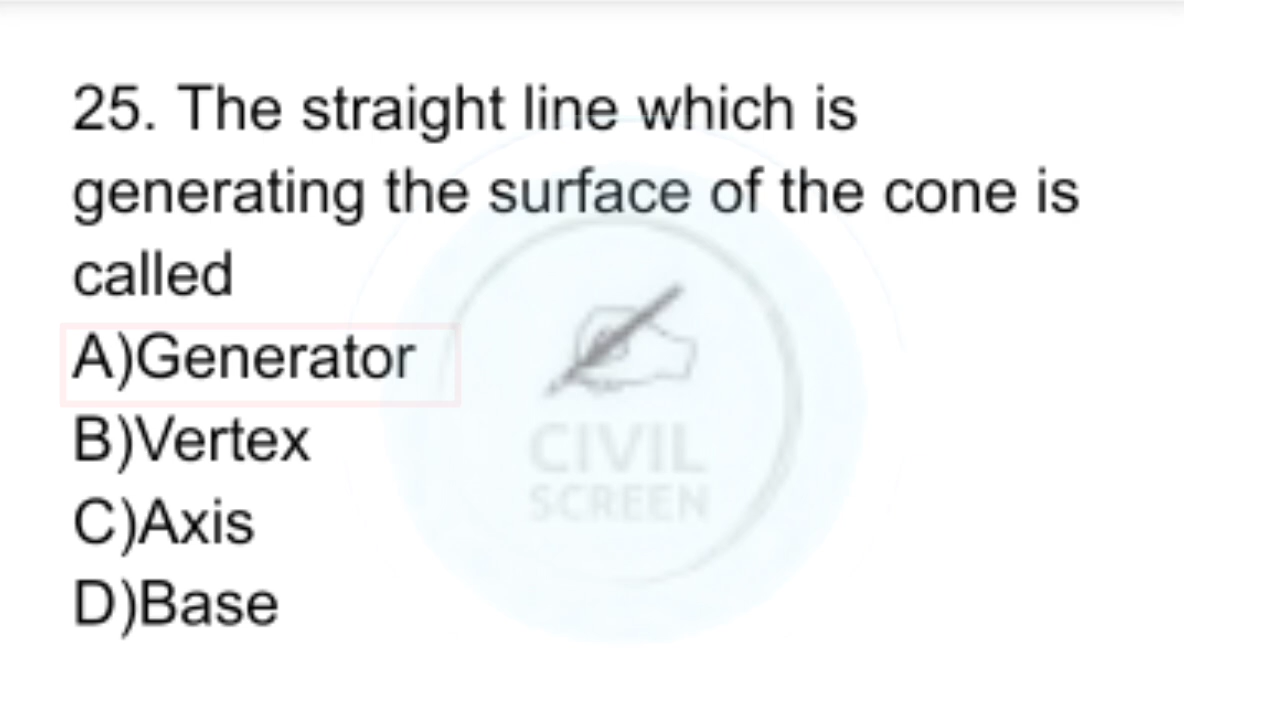 25. The straight line which is
generating the surface of the cone is
called
A)Generator
B)Vertex
C)Axis
D)Base
CIVIL
SCREEN